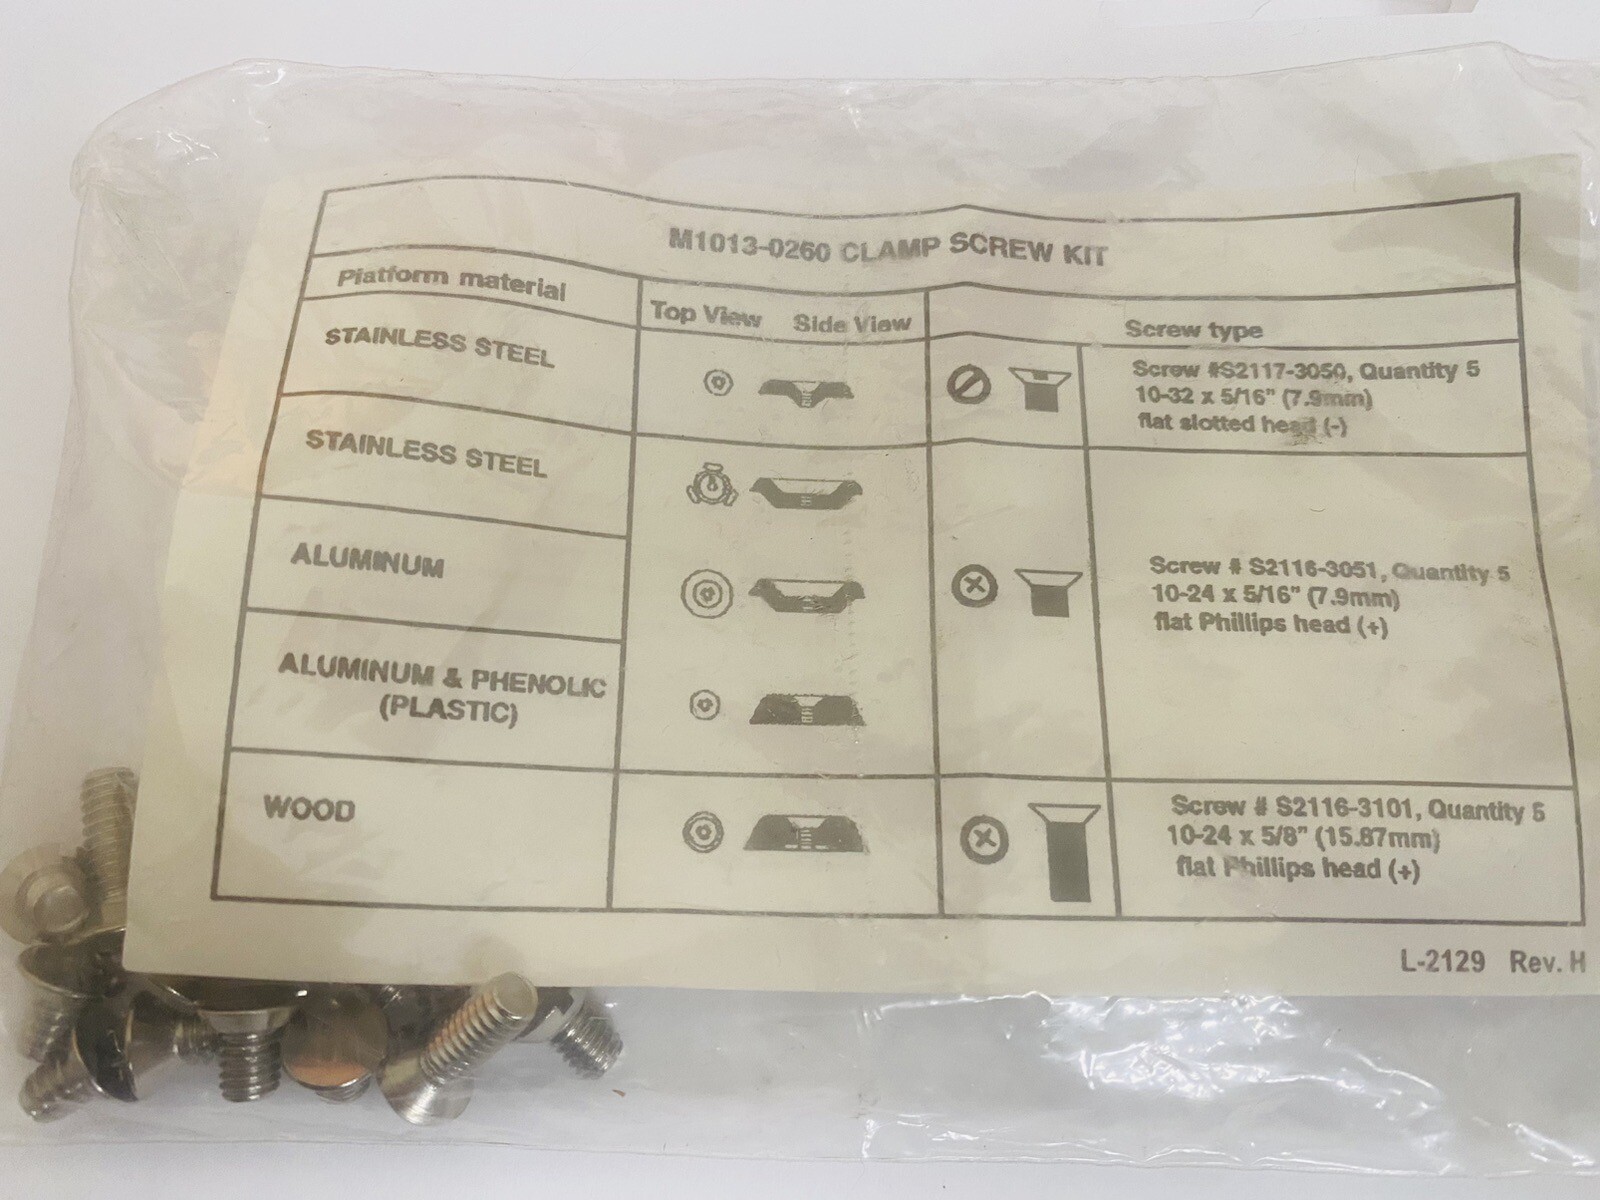 M1013-0260 CLAMP SCREW KIT
Platform material
Top View
Side View
Screw type
STAINLESS STEEL
Screw #S2117-3050, Quantity 5
10-32 x 5/16" (7.9mm)
flat slotted head (-)
STAINLESS STEEL
ALUMINUM
Screw # S2116-3051, Quantity 5
10-24 x 5/16" (7.9mm)
flat Phillips head (+)
ALUMINUM & PHENOLIC
(PLASTIC)
WOOD
Screw # S2116-3101, Quantity 5
10-24 x 5/8" (15.87mm)
flat Phillips head (+)
L-2129 Rev. H